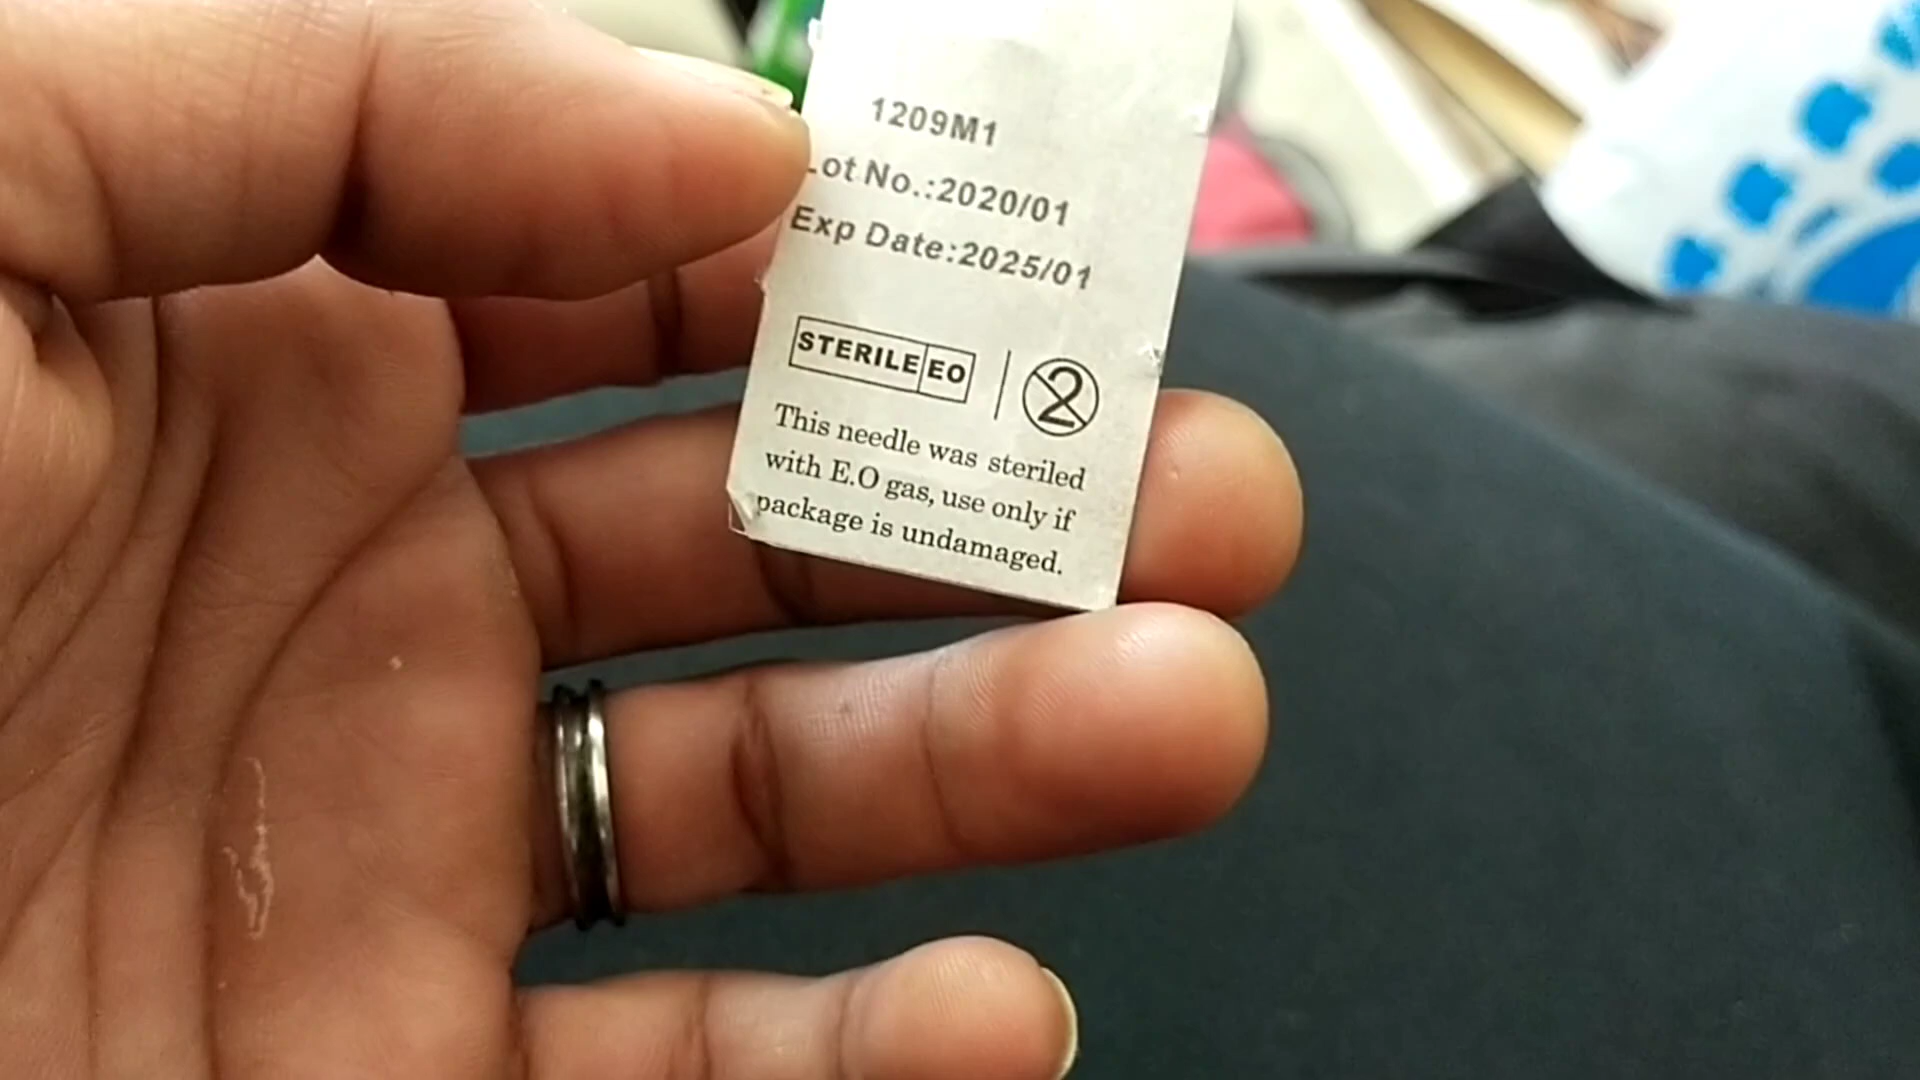 1209M1
Lot No.:2020/01
Exp Date:2025/01
STERILE EO 2
This needle was steriled
with E.O gas, use only if
package is undamaged.